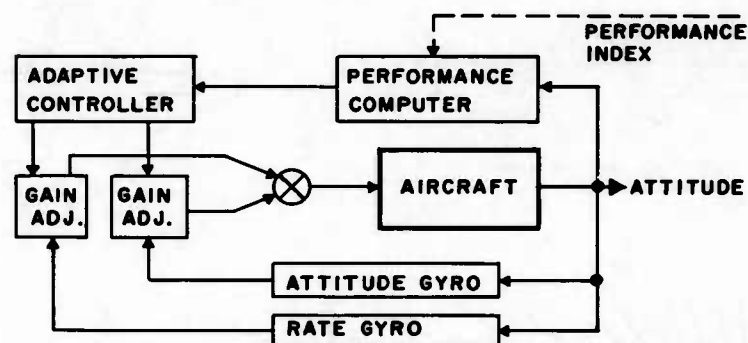 PERFORMANCE
INDEX
ADAPTIVE
CONTROLLER
PERFORMANCE
COMPUTER
GAIN
ADJ.
GAIN
ADJ.
AIRCRAFT
ATTITUDE
ATTITUDE GYRO
RATE GYRO